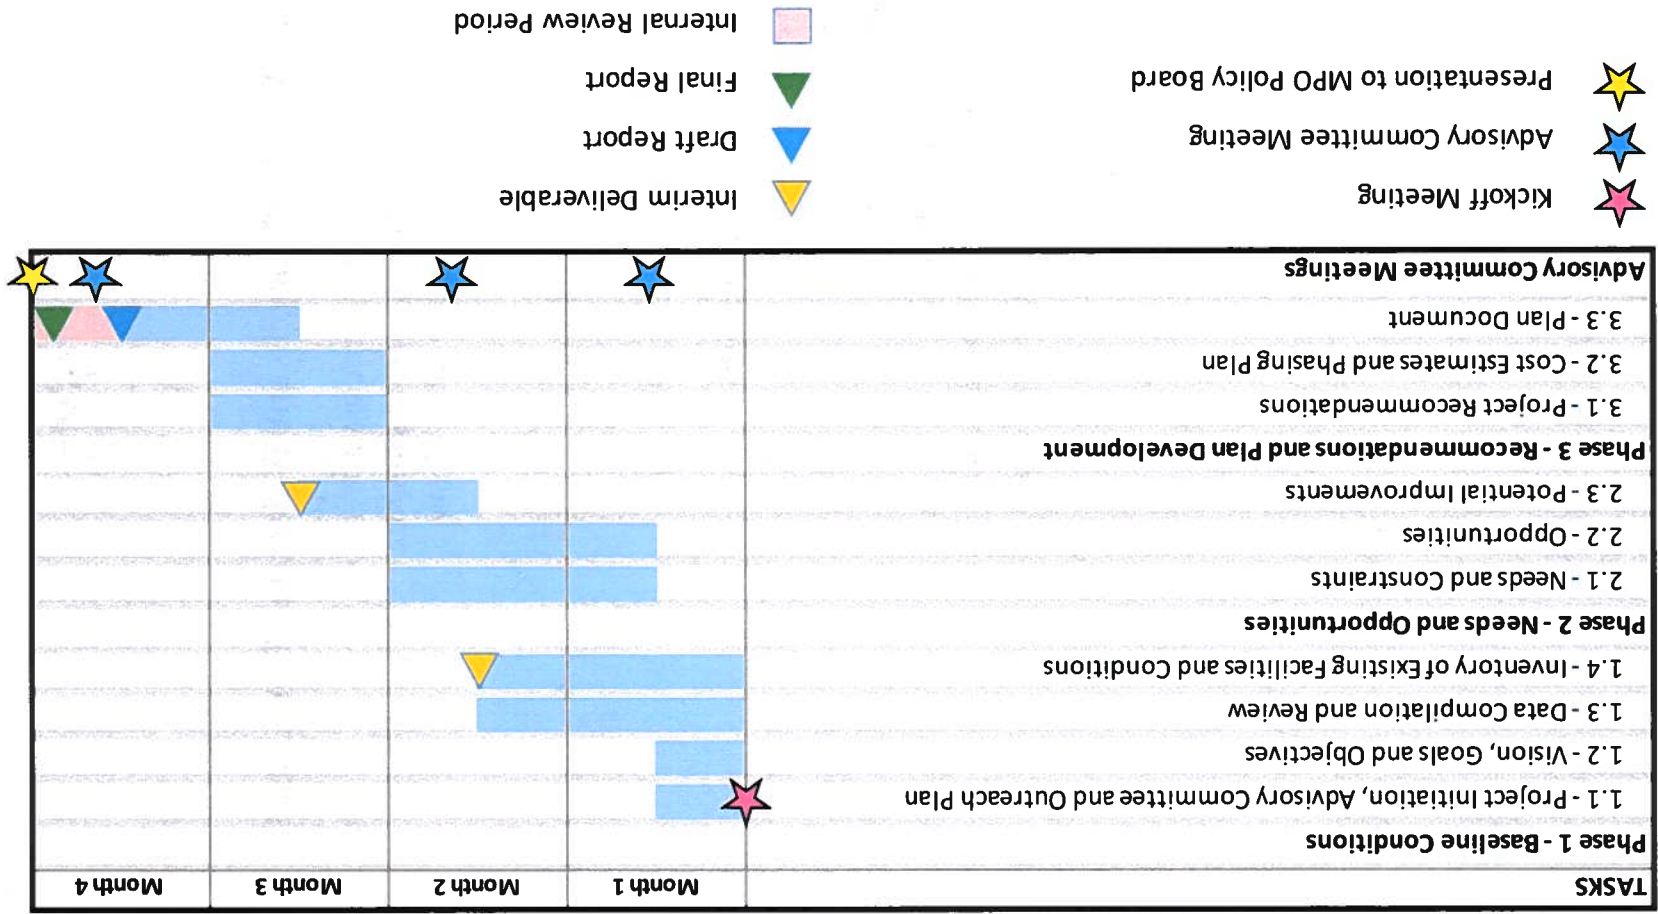 TASKS Month 1 Month 2 Month 3 Month 4
Phase 1 - Baseline Conditions
1.1 - Project Initiation, Advisory Committee and Outreach Plan
1.2 - Vision, Goals and Objectives
1.3 - Data Compilation and Review
1.4 - Inventory of Existing Facilities and Conditions
Phase 2 - Needs and Opportunities
2.1 - Needs and Constraints
2.2 - Opportunities
2.3 - Potential Improvements
Phase 3 - Recommendations and Plan Development
3.1 - Project Recommendations
3.2 - Cost Estimates and Phasing Plan
3.3 - Plan Document
Advisory Committee Meetings
Kickoff Meeting
Advisory Committee Meeting
Presentation to MPO Policy Board
Interim Deliverable
Draft Report
Final Report
Internal Review Period